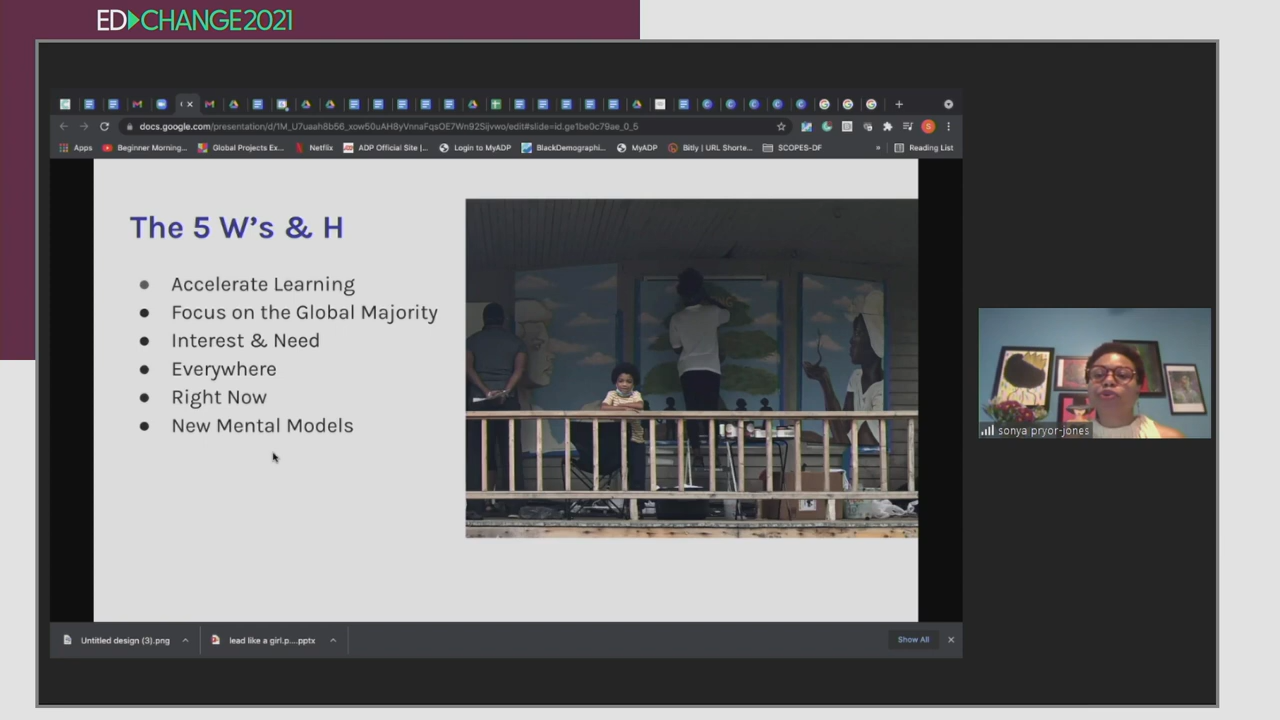 ED CHANGE2021
docs.google.com/presentation/d/1M_U7uaah8b56_xow50uAH8yVnnaFqsOE7Wn92Sijvwo/edit#slide=id.ge1be0c79ae_0_5
Apps Beginner Morning... Global Projects Ex... Netflix ADP Official Site |... Login to MyADP BlackDemographi... MyADP Bitly | URL Shorte... SCOPES-DF » Reading List
The 5 W's & H
Accelerate Learning
Focus on the Global Majority
Interest & Need
Everywhere
Right Now
New Mental Models
sonya pryor-jones
Untitled design (3).png lead like a girl.p....pptx Show All